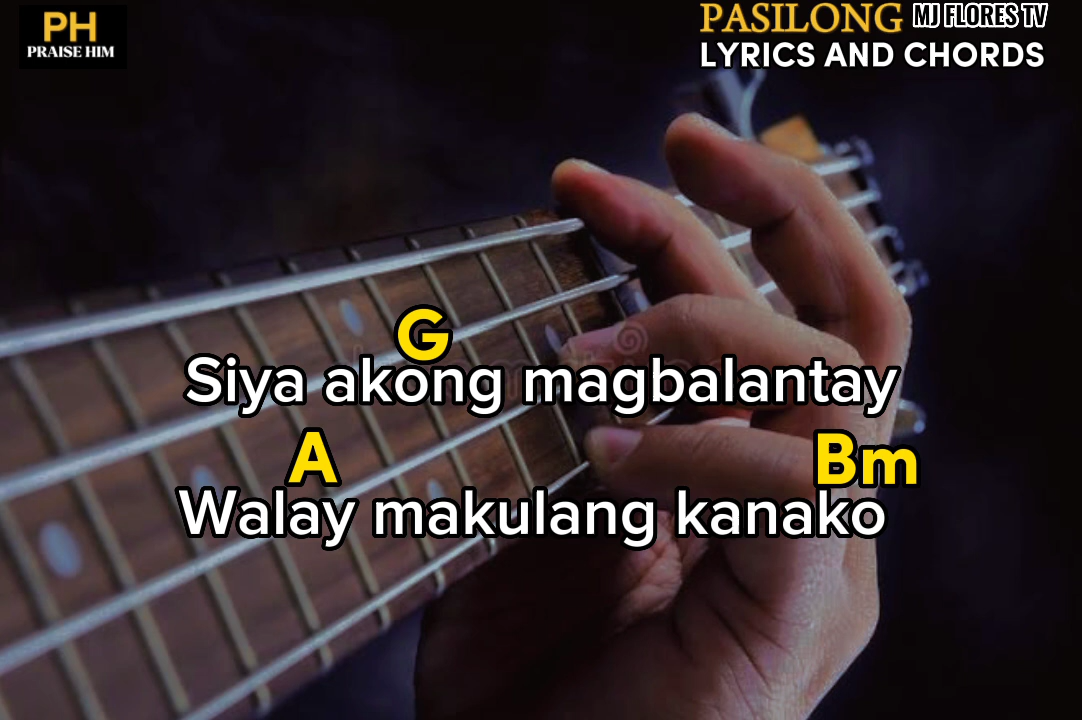 PH
PRAISE HIM
PASILONG MJ FLORES TV
LYRICS AND CHORDS
G
Siya akong magbalantay
A Bm
Walay makulang kanako